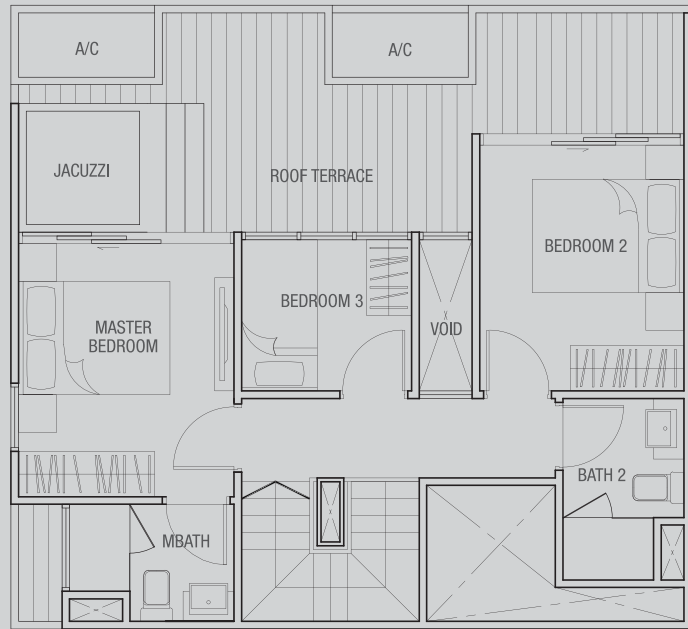 A/C
A/C
JACUZZI
ROOF TERRACE
BEDROOM 2
BEDROOM 3
MASTER
BEDROOM
VOID
BATH 2
MBATH